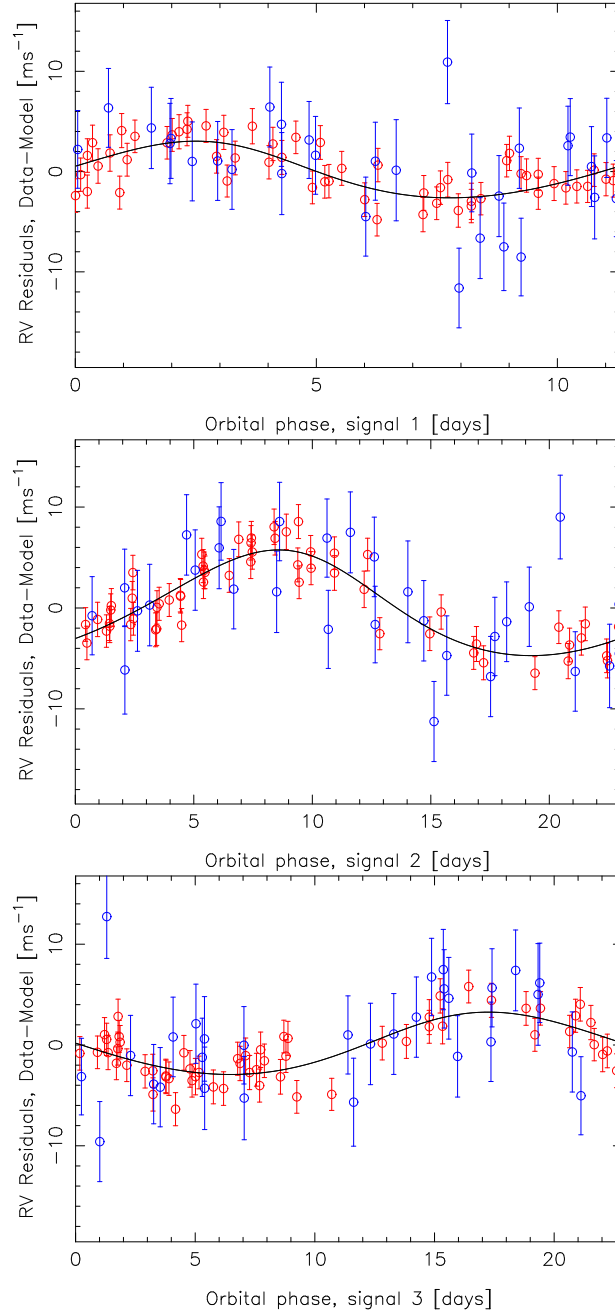 10
0
−10
RV Residuals, Data−Model [ms⁻¹]
0 5 10
Orbital phase, signal 1 [days]
10
0
−10
RV Residuals, Data−Model [ms⁻¹]
0 5 10 15 20
Orbital phase, signal 2 [days]
10
0
−10
RV Residuals, Data−Model [ms⁻¹]
0 5 10 15 20
Orbital phase, signal 3 [days]